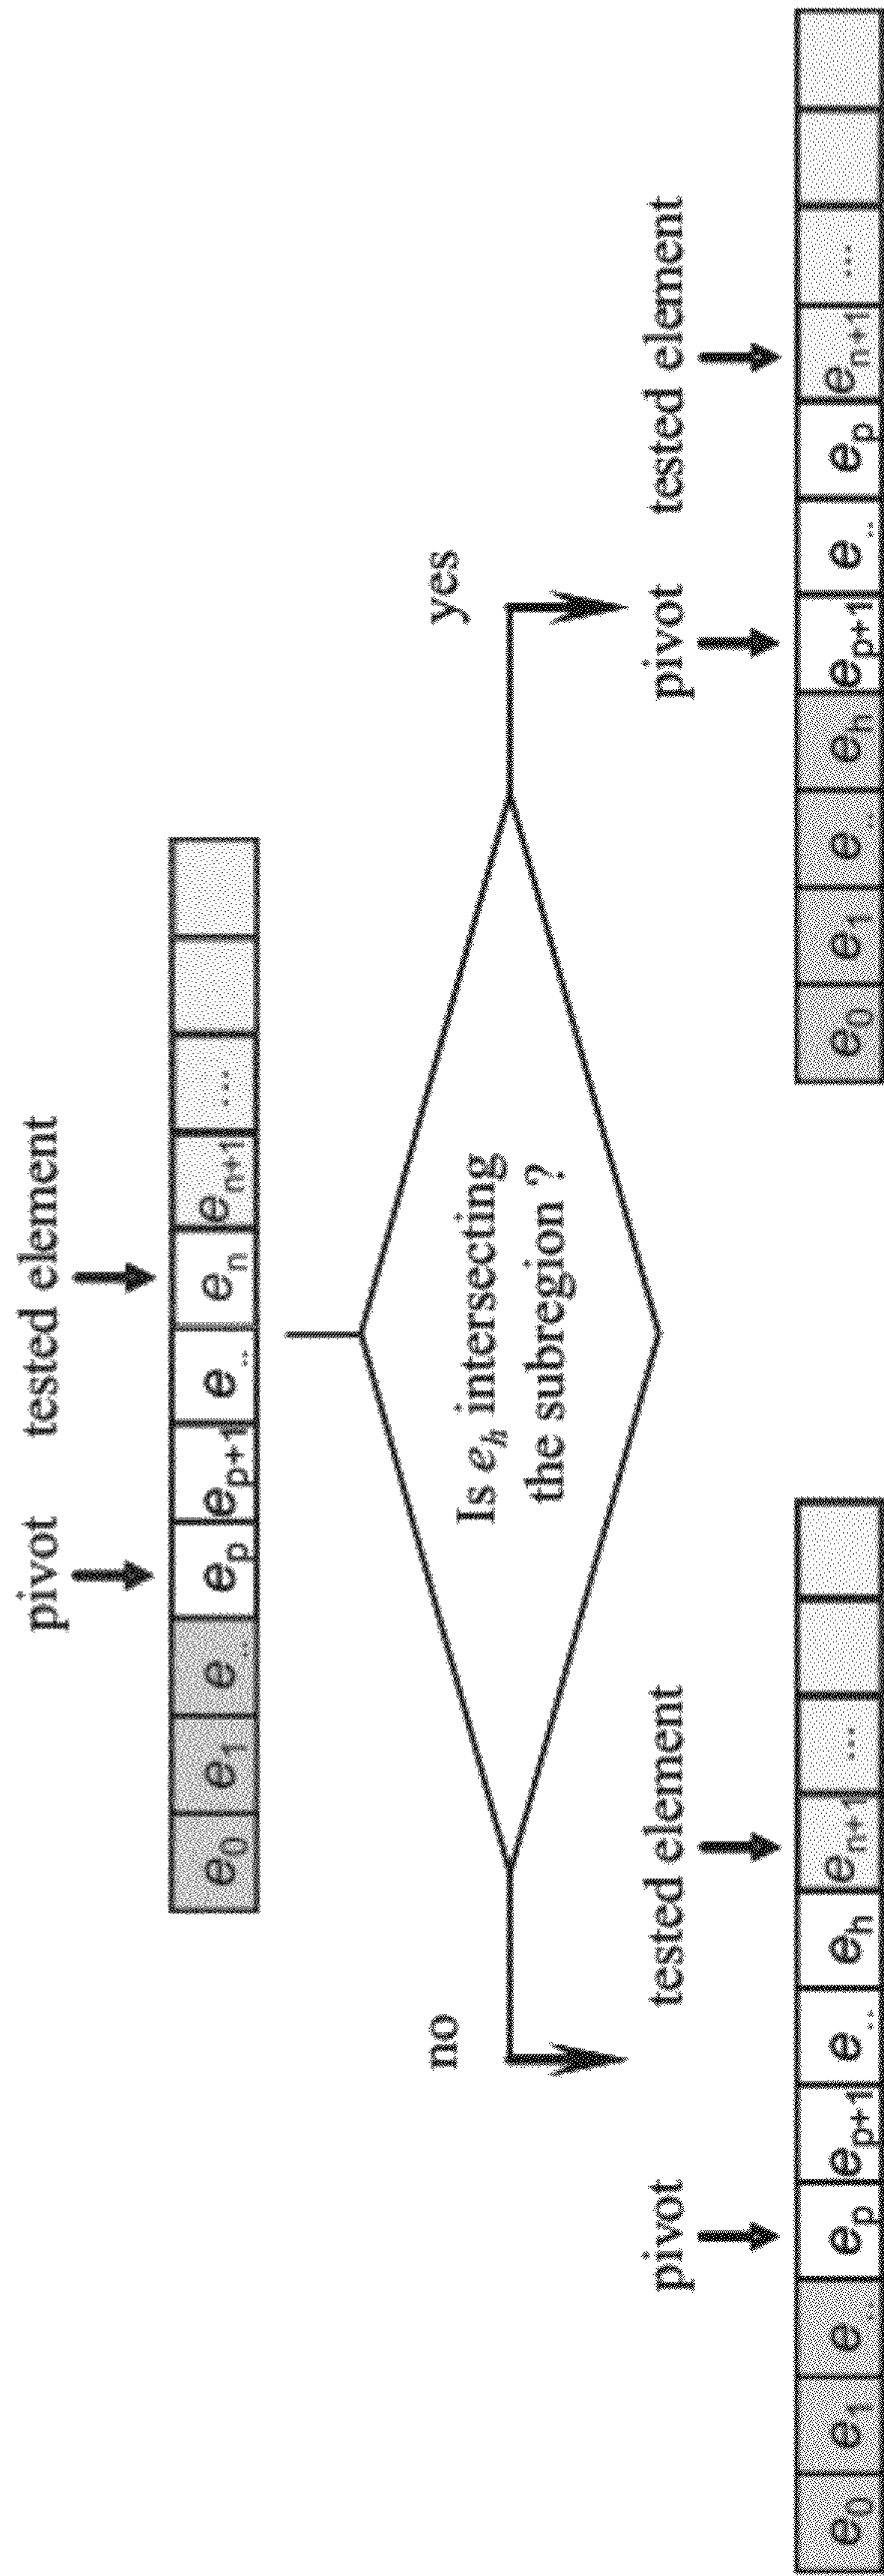 pivot tested element
e0 e1 e.. ep ep+1 e.. en en+1 ...
Is eh intersecting
the subregion ?
no yes
pivot tested element
e0 e1 e.. ep ep+1 e.. eh en+1 ...
pivot tested element
e0 e1 e.. eh ep+1 e.. ep en+1 ...